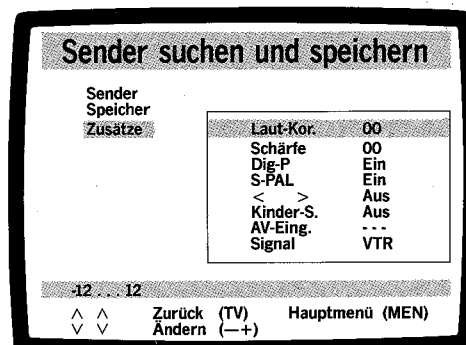 Sender suchen und speichern
Sender
Speicher
Zusätze
Laut-Kor. 00
Schärfe 00
Dig-P Ein
S-PAL Ein
< > Aus
Kinder-S. Aus
AV-Eing. ---
Signal VTR
-12 . . . 12
∧ ∧ Zurück (TV) Hauptmenü (MEN)
∨ ∨ Ändern (—+)